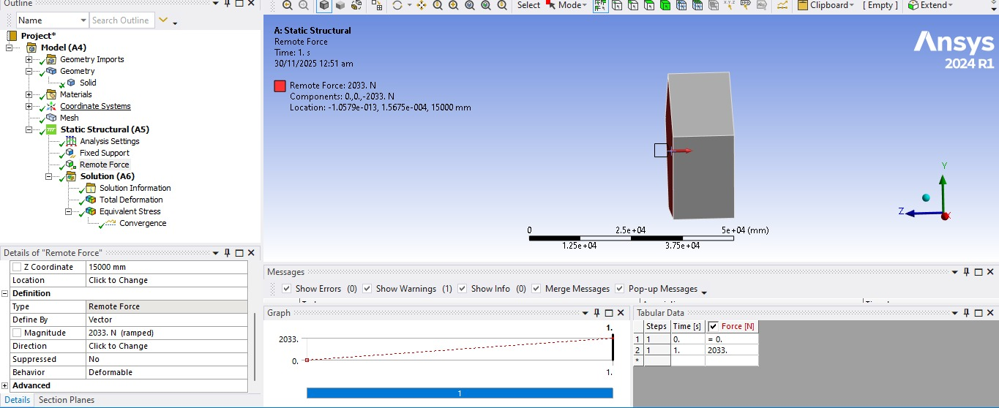 Outline
Name
Search Outline
Project*
Model (A4)
Geometry Imports
Geometry
Solid
Materials
Coordinate Systems
Mesh
Static Structural (A5)
Analysis Settings
Fixed Support
Remote Force
Solution (A6)
Solution Information
Total Deformation
Equivalent Stress
Convergence
Details of "Remote Force"
Z Coordinate 15000 mm
Location Click to Change
Definition
Type Remote Force
Define By Vector
Magnitude 2033. N (ramped)
Direction Click to Change
Suppressed No
Behavior Deformable
Advanced
Details Section Planes
Select Mode Clipboard [ Empty ] Extend
A: Static Structural
Remote Force
Time: 1. s
30/11/2025 12:51 am
Remote Force: 2033. N
Components: 0.,0.,-2033. N
Location: -1.0579e-013, 1.5675e-004, 15000 mm
Ansys
2024 R1
Y
Z
X
0 2.5e+04 5e+04 (mm)
1.25e+04 3.75e+04
Messages
Show Errors (0) Show Warnings (1) Show Info (0) Merge Messages Pop-up Messages
Graph
1.
2033.
0.
1.
1
Tabular Data
Steps Time [s] Force [N]
1 1 0. = 0.
2 1 1. 2033.
*